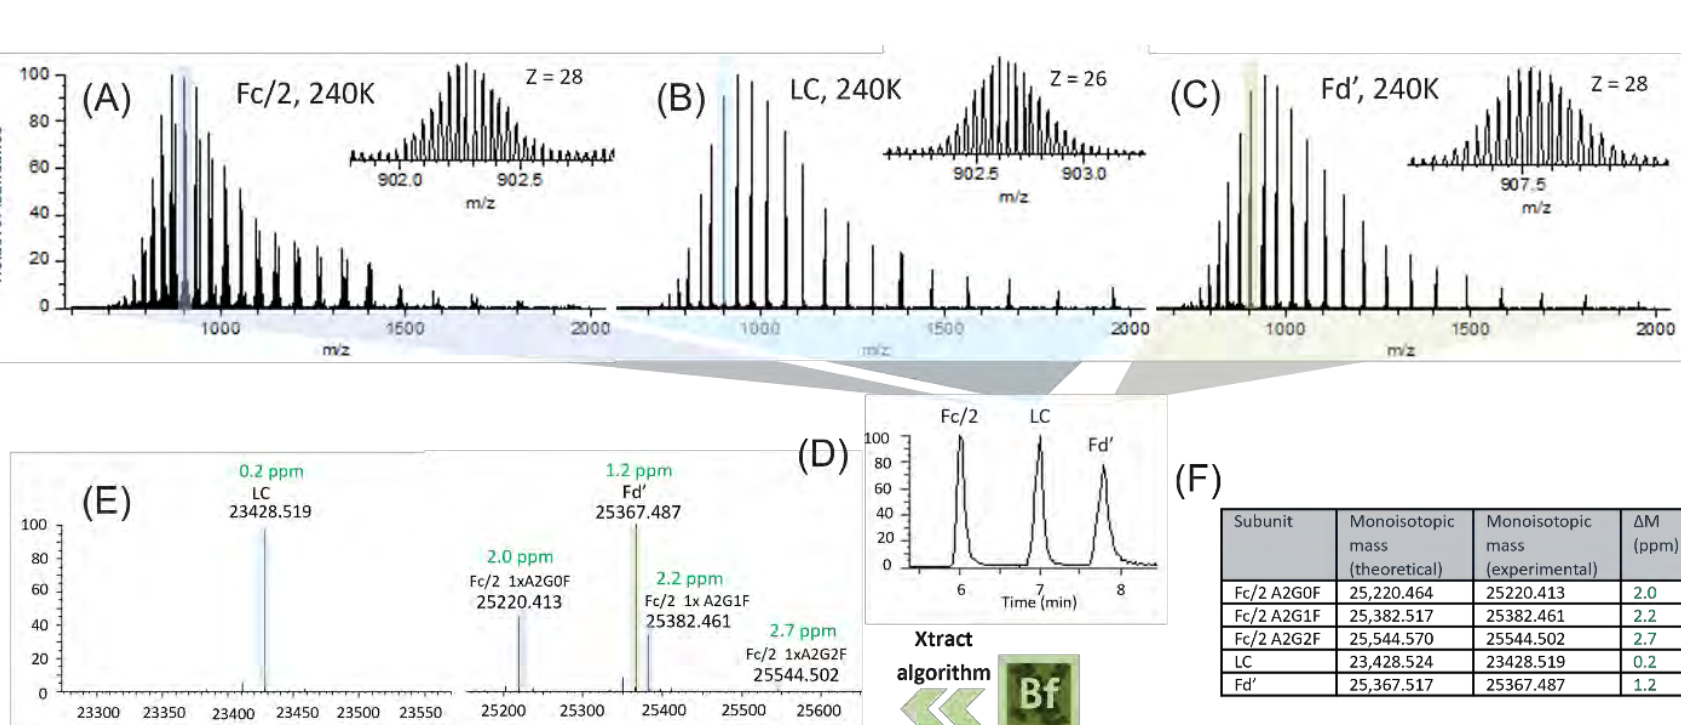 (A)
Fc/2, 240K
Z = 28
100
80
60
40
20
0
902.0
902.5
m/z
1000
1500
2000
m/z
(B)
LC, 240K
Z = 26
902.5
903.0
m/z
1000
1500
2000
m/z
(C)
Fd’, 240K
Z = 28
907.5
m/z
1000
1500
2000
m/z
(D)
Fc/2
LC
Fd’
100
80
60
40
20
0
6
7
8
Time (min)
Xtract
algorithm
Bf
(E)
0.2 ppm
LC
23428.519
100
80
60
40
20
0
23300
23350
23400
23450
23500
23550
1.2 ppm
Fd’
25367.487
2.0 ppm
Fc/2 1xA2G0F
25220.413
2.2 ppm
Fc/2 1x A2G1F
25382.461
2.7 ppm
Fc/2 1xA2G2F
25544.502
25200
25300
25400
25500
25600
(F)
Subunit Monoisotopic Monoisotopic ΔM
mass mass (ppm)
(theoretical) (experimental)
Fc/2 A2G0F 25,220.464 25220.413 2.0
Fc/2 A2G1F 25,382.517 25382.461 2.2
Fc/2 A2G2F 25,544.570 25544.502 2.7
LC 23,428.524 23428.519 0.2
Fd’ 25,367.517 25367.487 1.2